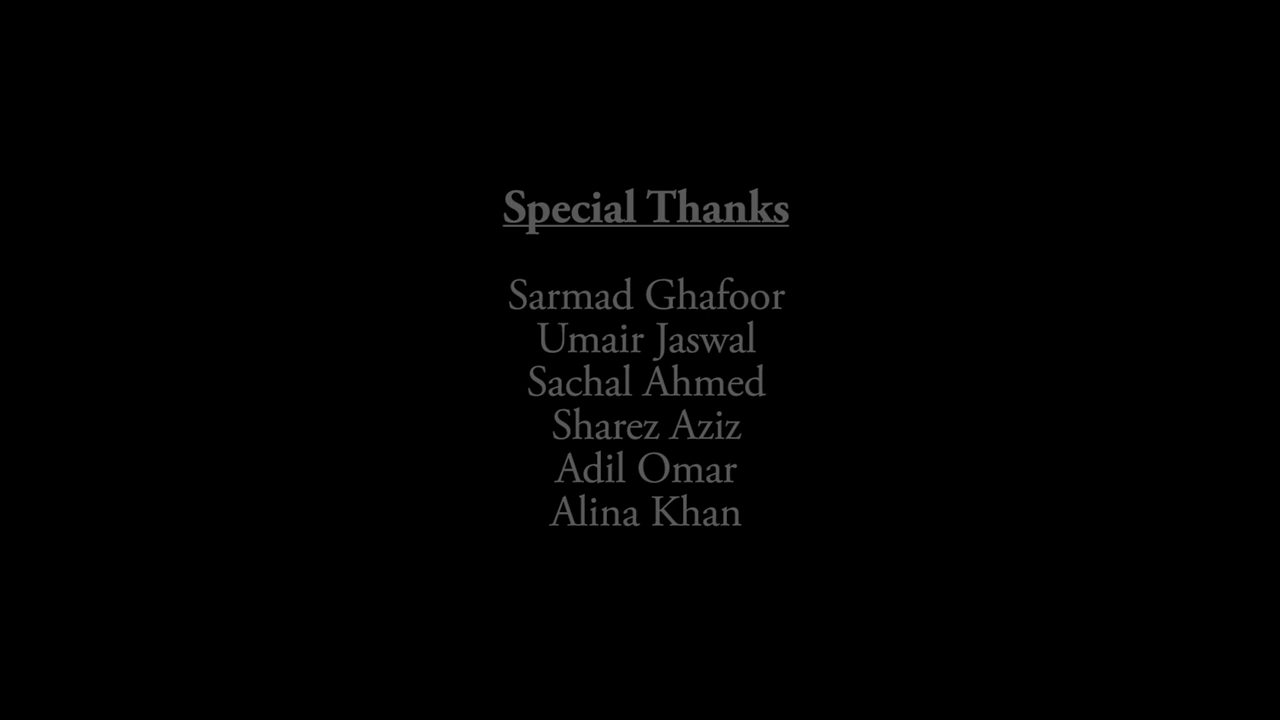 Special Thanks
Sarmad Ghafoor
Umair Jaswal
Sachal Ahmed
Sharez Aziz
Adil Omar
Alina Khan